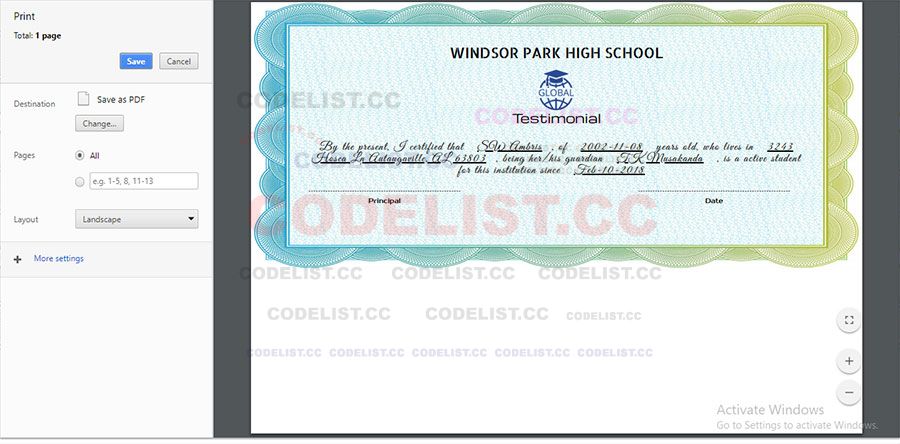 Print
Total: 1 page
Save Cancel
Destination Save as PDF
Change...
Pages All
e.g. 1-5, 8, 11-13
Layout Landscape
More settings
WINDSOR PARK HIGH SCHOOL
GLOBAL
Testimonial
By the present, I certified that SW Ambris , of 2002-11-08 years old, who lives in 3243
Hosea Ln Autaugaville, AL 63803 , being her/his guardian T.K Musakanda , is a active student
for this institution since Feb-10-2018
Principal Date
CODELIST.CC
CODELIST.CC
CODELIST.CC
CODELIST.CC CODELIST.CC CODELIST.CC CODELIST.CC
CODELIST.CC CODELIST.CC CODELIST.CC
CODELIST.CC CODELIST.CC CODELIST.CC CODELIST.CC CODELIST.CC
Activate Windows
Go to Settings to activate Windows.